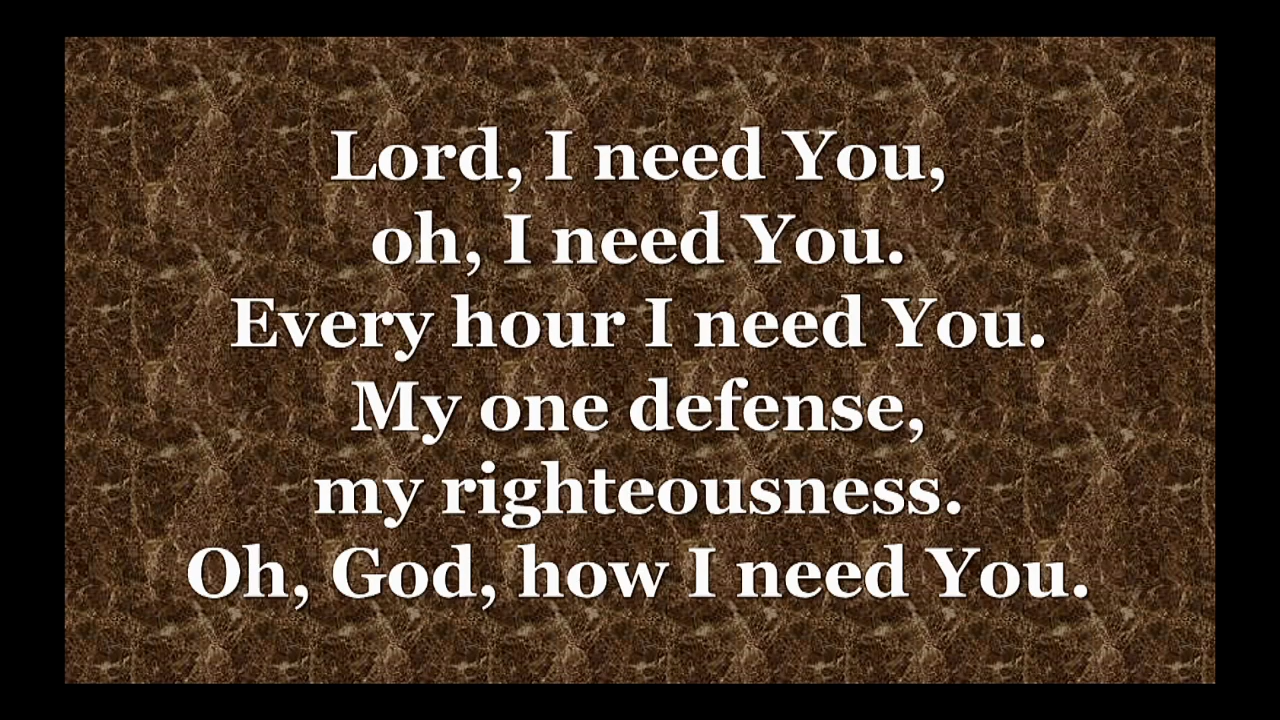 Lord, I need You,
oh, I need You.
Every hour I need You.
My one defense,
my righteousness.
Oh, God, how I need You.